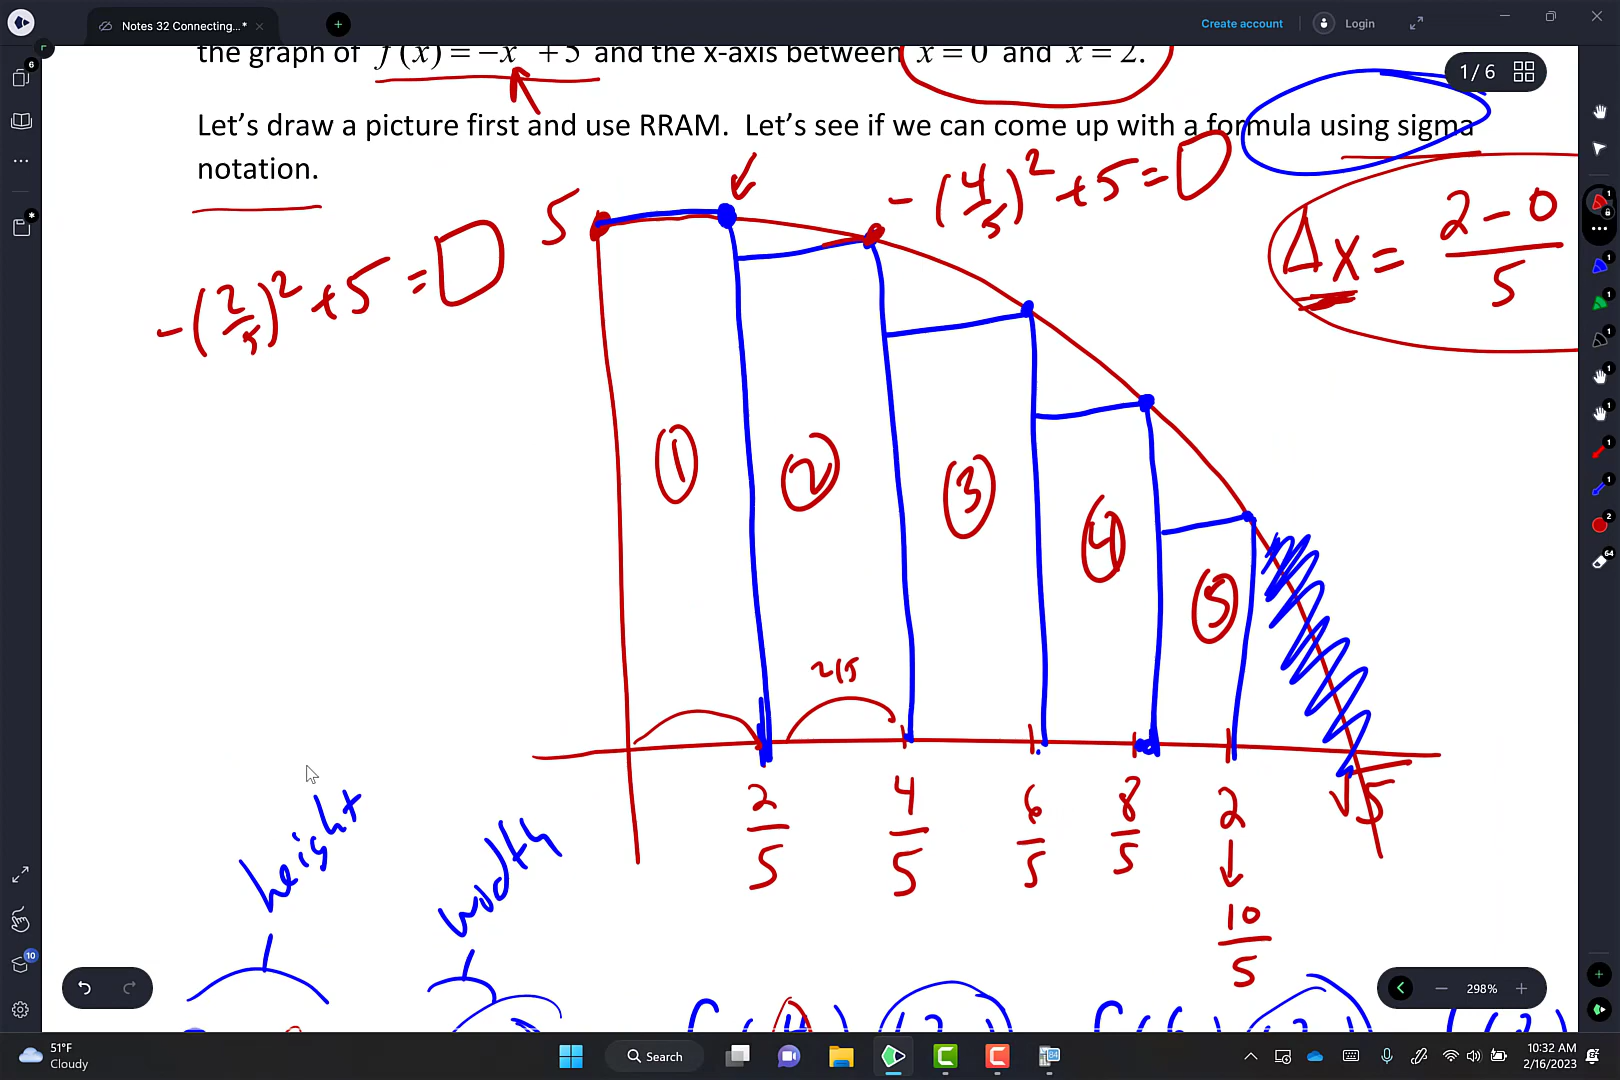 Notes 32 Connecting...*
Create account
Login
the graph of f (x) = −x +5 and the x-axis between x = 0 and x = 2.
1 / 6
Let's draw a picture first and use RRAM. Let's see if we can come up with a formula using sigma
notation.
-(4/5)² + 5 =
5
Δx = 2 - 0 / 5
-(2/5)² + 5 =
1
2
3
4
5
2/5
2/5
4/5
6/5
8/5
2
√5
10/5
height
width
298%
51°F
Cloudy
Search
10:32 AM
2/16/2023